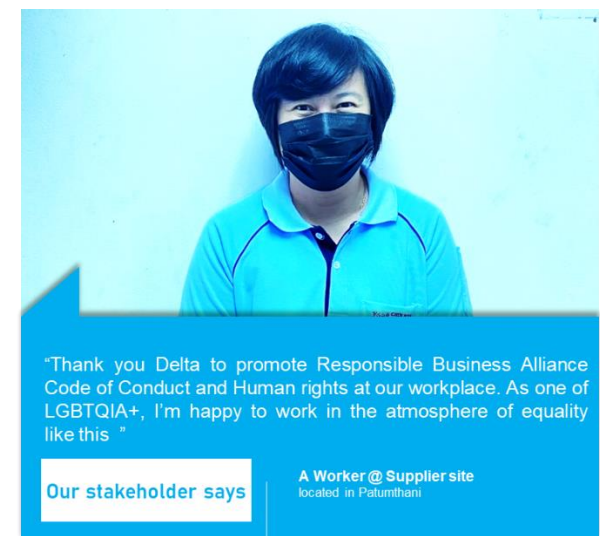 “Thank you Delta to promote Responsible Business Alliance
Code of Conduct and Human rights at our workplace. As one of
LGBTQIA+, I’m happy to work in the atmosphere of equality
like this ”
Our stakeholder says
A Worker @ Supplier site
located in Patumthani